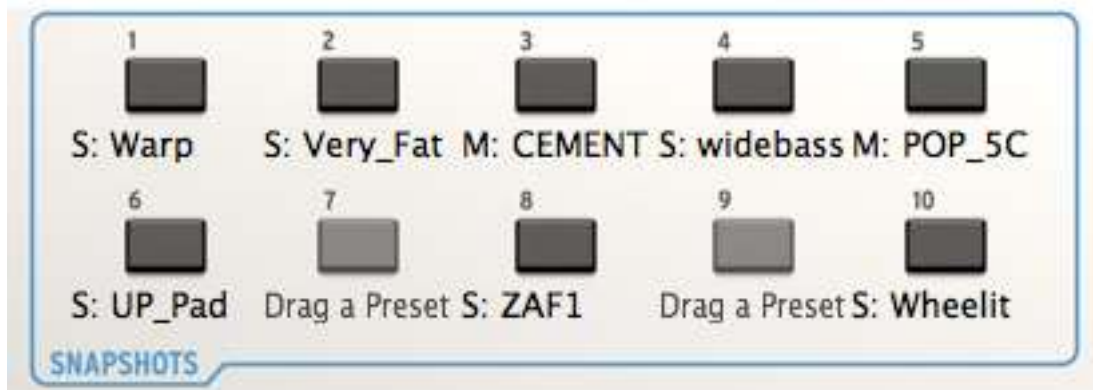 1 2 3 4 5
S: Warp S: Very_Fat M: CEMENT S: widebass M: POP_5C
6 7 8 9 10
S: UP_Pad Drag a Preset S: ZAF1 Drag a Preset S: Wheelit
SNAPSHOTS